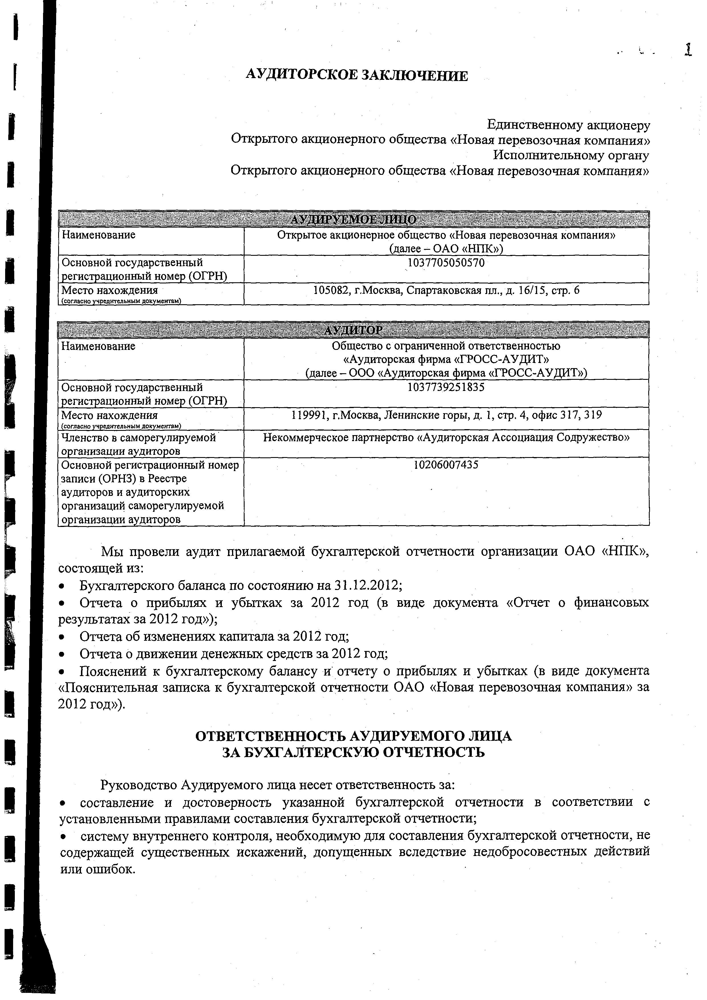 1
АУДИТОРСКОЕ ЗАКЛЮЧЕНИЕ
Единственному акционеру
Открытого акционерного общества «Новая перевозочная компания»
Исполнительному органу
Открытого акционерного общества «Новая перевозочная компания»
АУДИРУЕМОЕ ЛИЦО
Наименование
Открытое акционерное общество «Новая перевозочная компания»
(далее – ОАО «НПК»)
Основной государственный
регистрационный номер (ОГРН)
1037705050570
Место нахождения
(согласно учредительным документам)
105082, г.Москва, Спартаковская пл., д. 16/15, стр. 6
АУДИТОР
Наименование
Общество с ограниченной ответственностью
«Аудиторская фирма «ГРОСС-АУДИТ»
(далее – ООО «Аудиторская фирма «ГРОСС-АУДИТ»)
Основной государственный
регистрационный номер (ОГРН)
1037739251835
Место нахождения
(согласно учредительным документам)
119991, г.Москва, Ленинские горы, д. 1, стр. 4, офис 317, 319
Членство в саморегулируемой
организации аудиторов
Некоммерческое партнерство «Аудиторская Ассоциация Содружество»
Основной регистрационный номер
записи (ОРНЗ) в Реестре
аудиторов и аудиторских
организаций саморегулируемой
организации аудиторов
10206007435
Мы провели аудит прилагаемой бухгалтерской отчетности организации ОАО «НПК»,
состоящей из:
• Бухгалтерского баланса по состоянию на 31.12.2012;
• Отчета о прибылях и убытках за 2012 год (в виде документа «Отчет о финансовых
результатах за 2012 год»);
• Отчета об изменениях капитала за 2012 год;
• Отчета о движении денежных средств за 2012 год;
• Пояснений к бухгалтерскому балансу и отчету о прибылях и убытках (в виде документа
«Пояснительная записка к бухгалтерской отчетности ОАО «Новая перевозочная компания» за
2012 год»).
ОТВЕТСТВЕННОСТЬ АУДИРУЕМОГО ЛИЦА
ЗА БУХГАЛТЕРСКУЮ ОТЧЕТНОСТЬ
Руководство Аудируемого лица несет ответственность за:
• составление и достоверность указанной бухгалтерской отчетности в соответствии с
установленными правилами составления бухгалтерской отчетности;
• систему внутреннего контроля, необходимую для составления бухгалтерской отчетности, не
содержащей существенных искажений, допущенных вследствие недобросовестных действий
или ошибок.